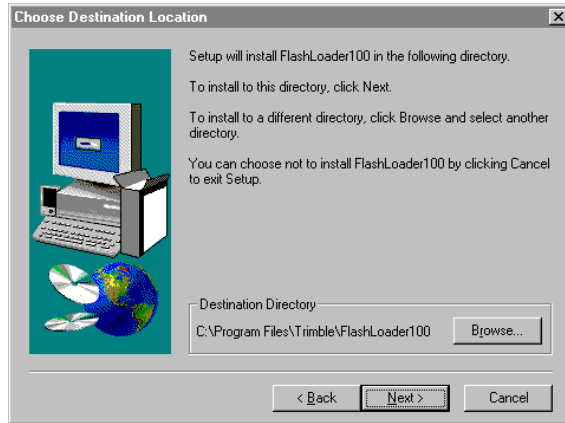 Choose Destination Location
Setup will install FlashLoader100 in the following directory.
To install to this directory, click Next.
To install to a different directory, click Browse and select another
directory.
You can choose not to install FlashLoader100 by clicking Cancel
to exit Setup.
Destination Directory
C:\Program Files\Trimble\FlashLoader100
Browse...
< Back
Next >
Cancel